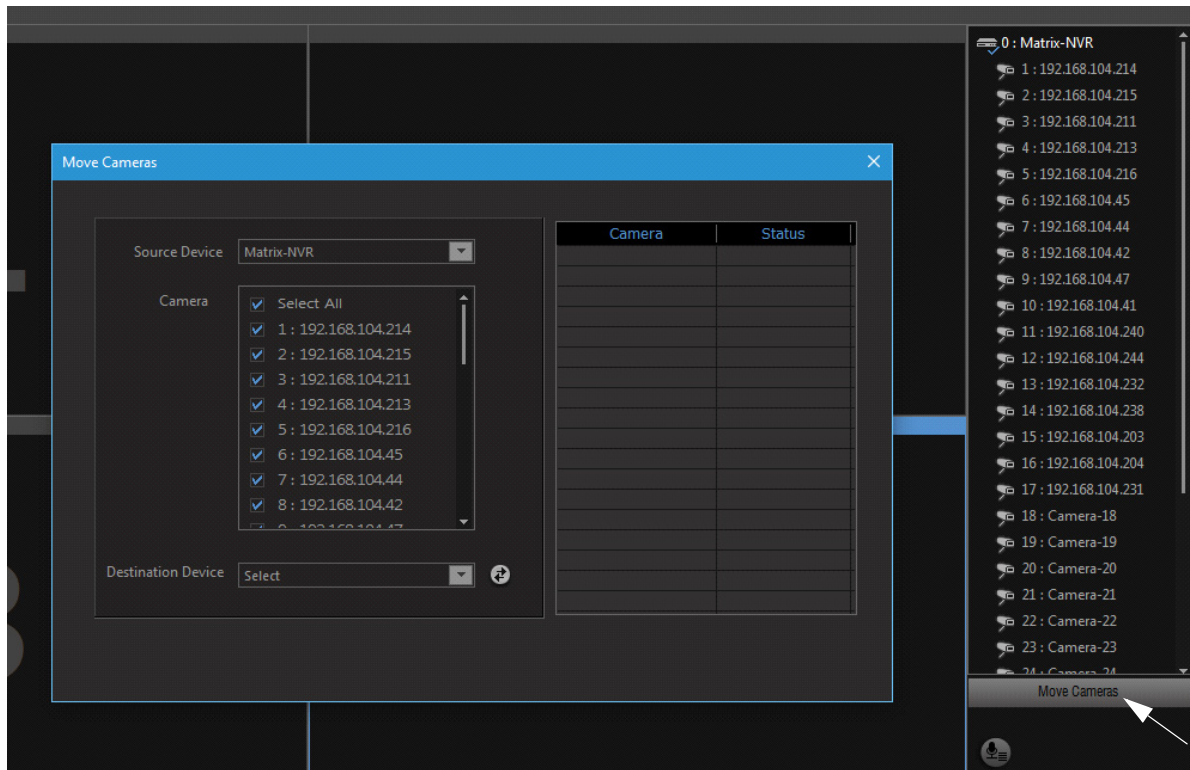 Move Cameras
Source Device Matrix-NVR
Camera
Select All
1 : 192.168.104.214
2 : 192.168.104.215
3 : 192.168.104.211
4 : 192.168.104.213
5 : 192.168.104.216
6 : 192.168.104.45
7 : 192.168.104.44
8 : 192.168.104.42
9 : 192.168.104.47
Destination Device Select
Camera Status
0 : Matrix-NVR
1 : 192.168.104.214
2 : 192.168.104.215
3 : 192.168.104.211
4 : 192.168.104.213
5 : 192.168.104.216
6 : 192.168.104.45
7 : 192.168.104.44
8 : 192.168.104.42
9 : 192.168.104.47
10 : 192.168.104.41
11 : 192.168.104.240
12 : 192.168.104.244
13 : 192.168.104.232
14 : 192.168.104.238
15 : 192.168.104.203
16 : 192.168.104.204
17 : 192.168.104.231
18 : Camera-18
19 : Camera-19
20 : Camera-20
21 : Camera-21
22 : Camera-22
23 : Camera-23
24 : Camera-24
Move Cameras